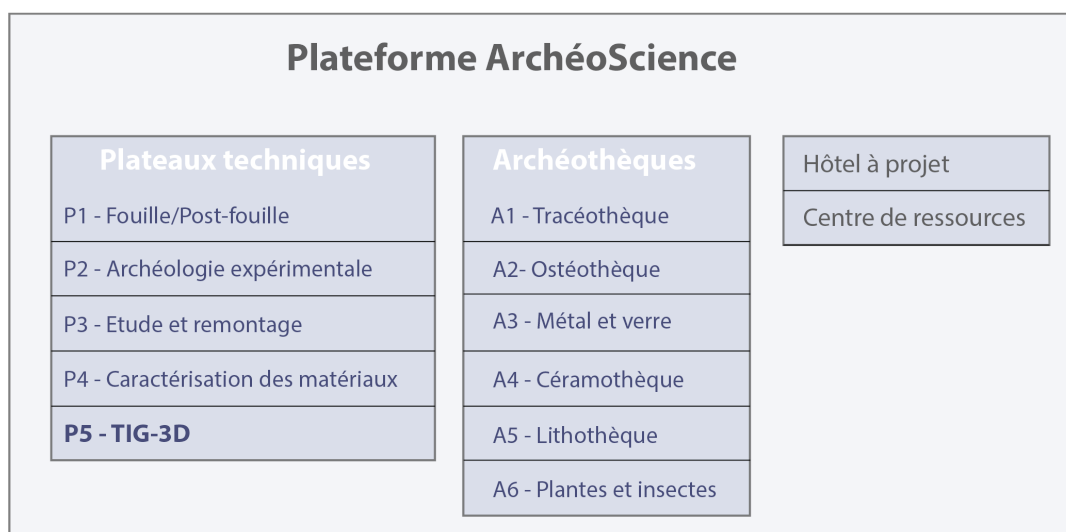 Plateforme ArchéoScience
Plateaux techniques
P1 - Fouille/Post-fouille
P2 - Archéologie expérimentale
P3 - Etude et remontage
P4 - Caractérisation des matériaux
P5 - TIG-3D
Archéothèques
A1 - Tracéothèque
A2- Ostéothèque
A3 - Métal et verre
A4 - Céramothèque
A5 - Lithothèque
A6 - Plantes et insectes
Hôtel à projet
Centre de ressources